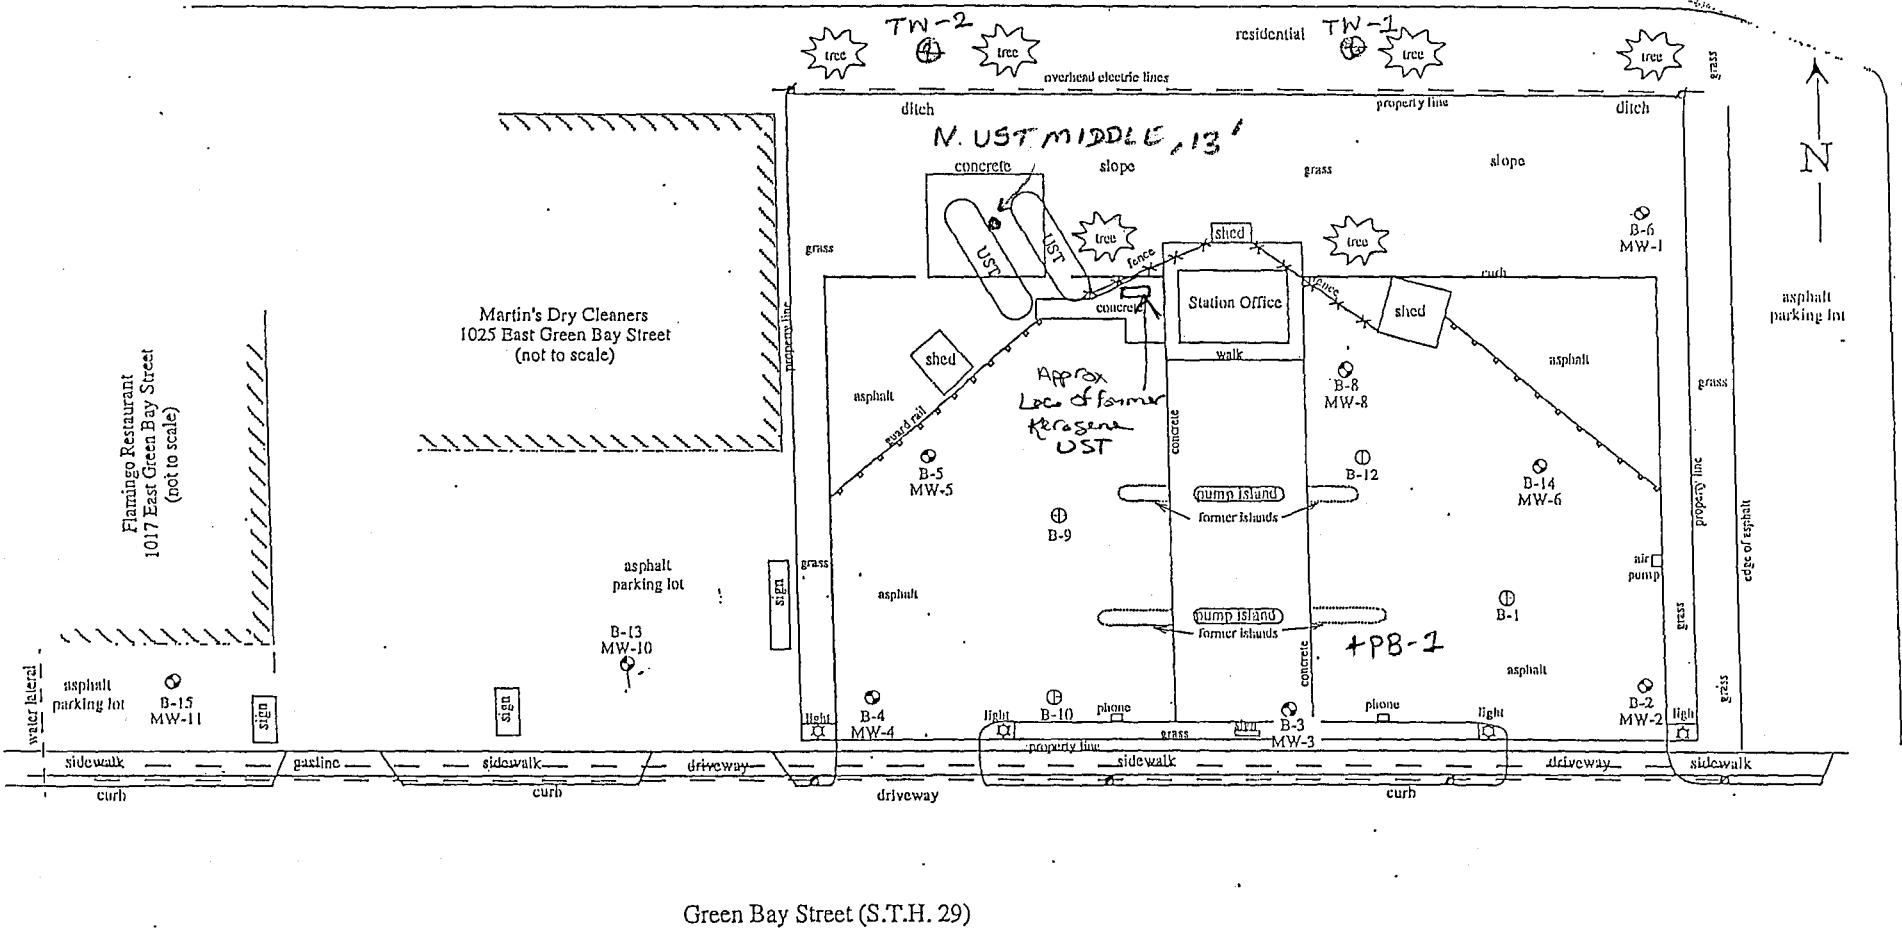 TW-2
TW-1
tree
tree
residential
tree
tree
grass
overhead electric lines
ditch
property line
ditch
N. UST MIDDLE, 13'
concrete
slope
grass
slope
N
UST
UST
tree
fence
shed
tree
B-6
MW-1
grass
curb
fence
concrete
Station Office
shed
asphalt
parking lot
property line
Martin's Dry Cleaners
1025 East Green Bay Street
(not to scale)
shed
walk
asphalt
Flamingo Restaurant
1017 East Green Bay Street
(not to scale)
Approx
Loc. of former
Kerosene
UST
B-8
MW-8
grass
asphalt
guard rail
concrete
B-5
MW-5
B-12
B-14
MW-6
pump island
former islands
property line
edge of asphalt
B-9
asphalt
parking lot
sign
grass
asphalt
air
pump
B-1
pump island
former islands
grass
B-13
MW-10
+PB-1
concrete
asphalt
water lateral
asphalt
parking lot
B-15
MW-11
sign
sign
light
B-4
MW-4
light
B-10
phone
grass
sign
B-3
MW-3
phone
light
B-2
MW-2
ligh
grass
property line
sidewalk
gasline
sidewalk
driveway
sidewalk
driveway
sidewalk
curb
curb
driveway
curb
Green Bay Street (S.T.H. 29)